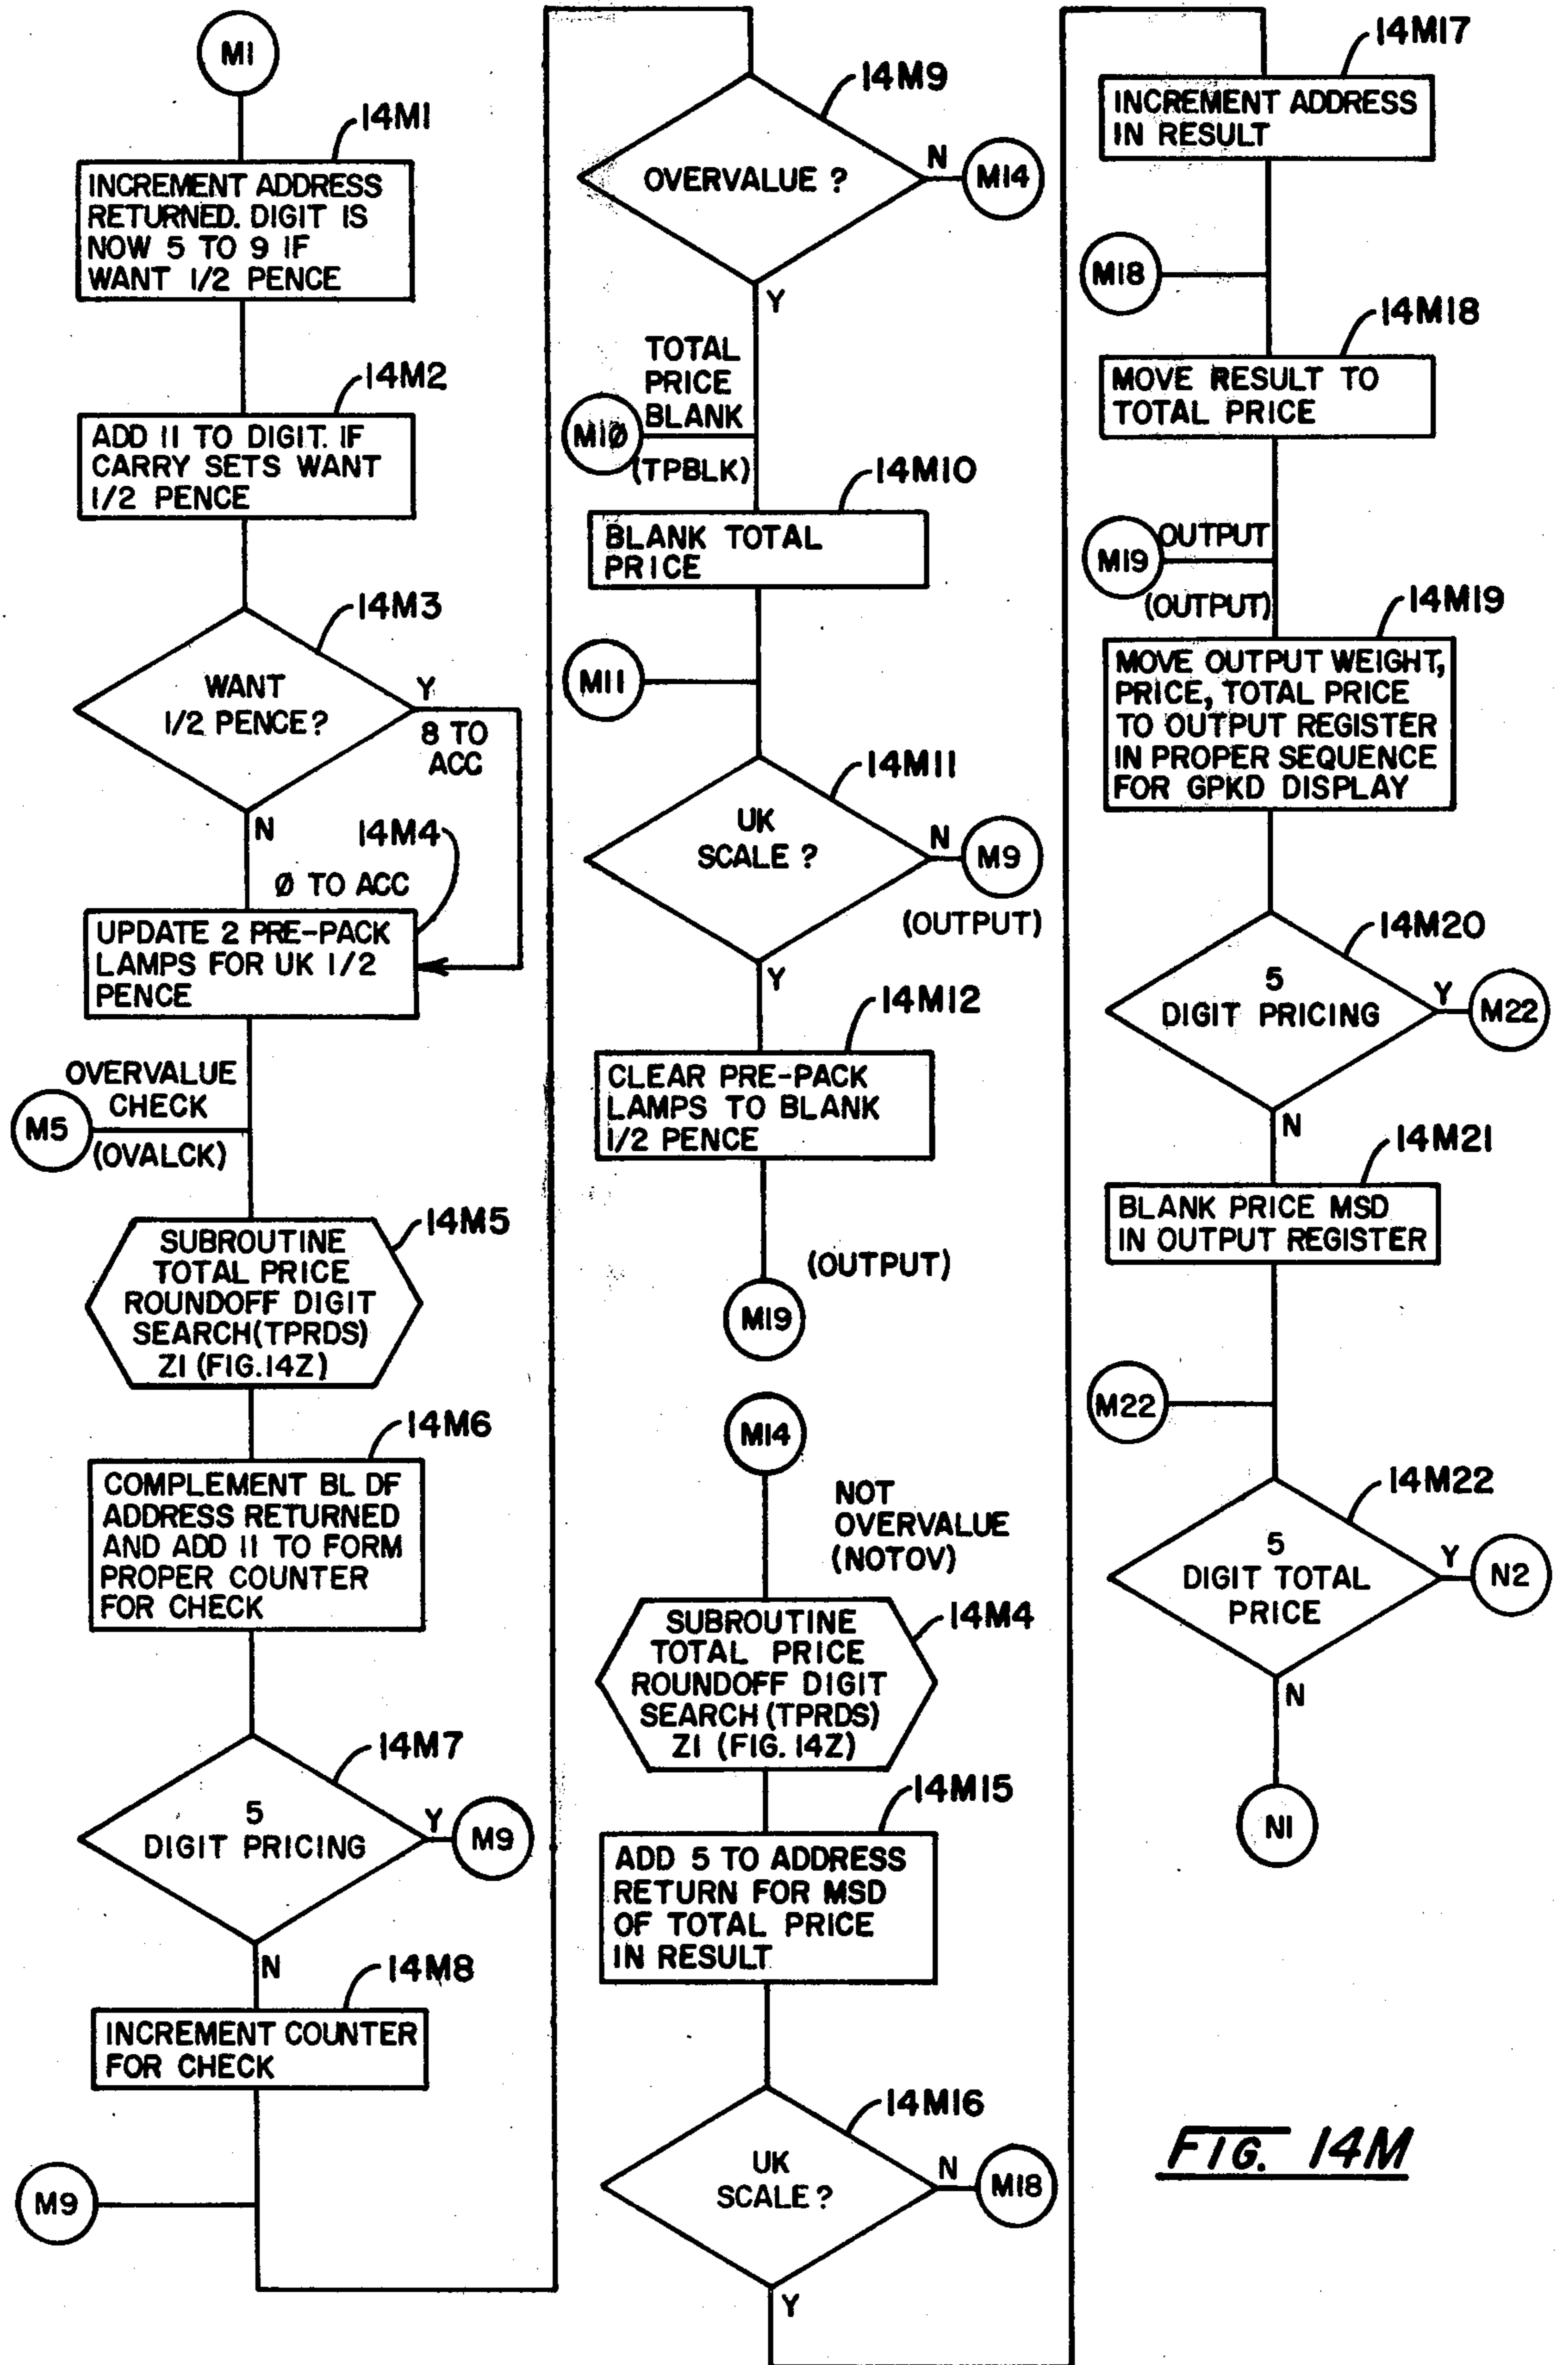 M1
14M1
INCREMENT ADDRESS
RETURNED. DIGIT IS
NOW 5 TO 9 IF
WANT 1/2 PENCE
14M2
ADD 11 TO DIGIT. IF
CARRY SETS WANT
1/2 PENCE
14M3
WANT
1/2 PENCE?
Y
8 TO
ACC
N
14M4
Ø TO ACC
UPDATE 2 PRE-PACK
LAMPS FOR UK 1/2
PENCE
OVERVALUE
CHECK
M5
(OVALCK)
14M5
SUBROUTINE
TOTAL PRICE
ROUNDOFF DIGIT
SEARCH(TPRDS)
Z1 (FIG.14Z)
14M6
COMPLEMENT BL DF
ADDRESS RETURNED
AND ADD 11 TO FORM
PROPER COUNTER
FOR CHECK
14M7
5
DIGIT PRICING
Y
M9
N
14M8
INCREMENT COUNTER
FOR CHECK
M9
14M9
OVERVALUE ?
N
M14
Y
TOTAL
PRICE
BLANK
M1Ø
(TPBLK)
14M10
BLANK TOTAL
PRICE
M11
14M11
UK
SCALE ?
N
M9
(OUTPUT)
Y
14M12
CLEAR PRE-PACK
LAMPS TO BLANK
1/2 PENCE
(OUTPUT)
M19
M14
NOT
OVERVALUE
(NOTOV)
14M4
SUBROUTINE
TOTAL PRICE
ROUNDOFF DIGIT
SEARCH (TPRDS)
Z1 (FIG. 14Z)
14M15
ADD 5 TO ADDRESS
RETURN FOR MSD
OF TOTAL PRICE
IN RESULT
14M16
UK
SCALE ?
N
M18
Y
14M17
INCREMENT ADDRESS
IN RESULT
M18
14M18
MOVE RESULT TO
TOTAL PRICE
OUTPUT
M19
(OUTPUT)
14M19
MOVE OUTPUT WEIGHT,
PRICE, TOTAL PRICE
TO OUTPUT REGISTER
IN PROPER SEQUENCE
FOR GPKD DISPLAY
14M20
5
DIGIT PRICING
Y
M22
N
14M21
BLANK PRICE MSD
IN OUTPUT REGISTER
M22
14M22
5
DIGIT TOTAL
PRICE
Y
N2
N
N1
FIG. 14M